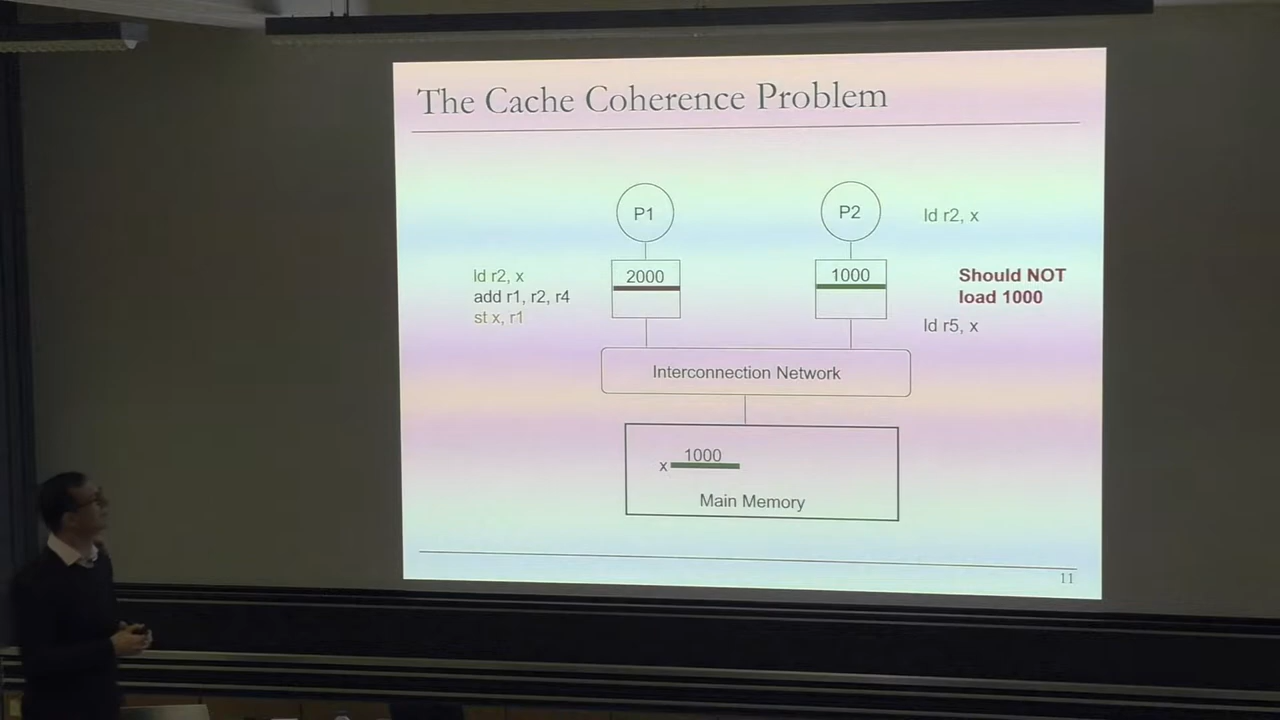 The Cache Coherence Problem
P1
P2
ld r2, x
ld r2, x
add r1, r2, r4
st x, r1
2000
1000
Should NOT
load 1000
ld r5, x
Interconnection Network
x
1000
Main Memory
11